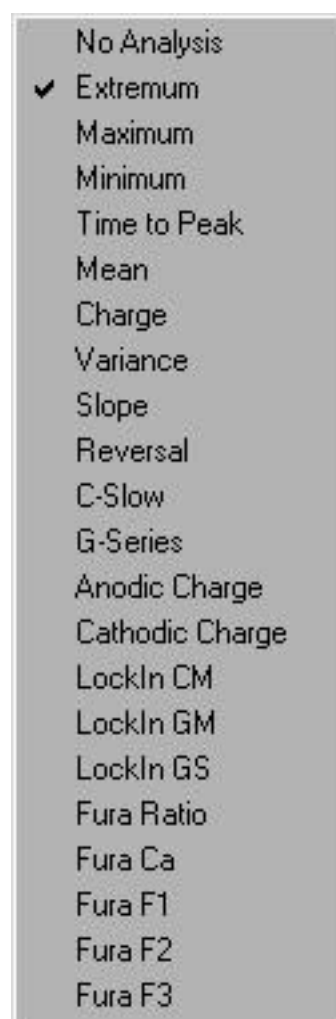 No Analysis
Extremum
Maximum
Minimum
Time to Peak
Mean
Charge
Variance
Slope
Reversal
C-Slow
G-Series
Anodic Charge
Cathodic Charge
LockIn CM
LockIn GM
LockIn GS
Fura Ratio
Fura Ca
Fura F1
Fura F2
Fura F3